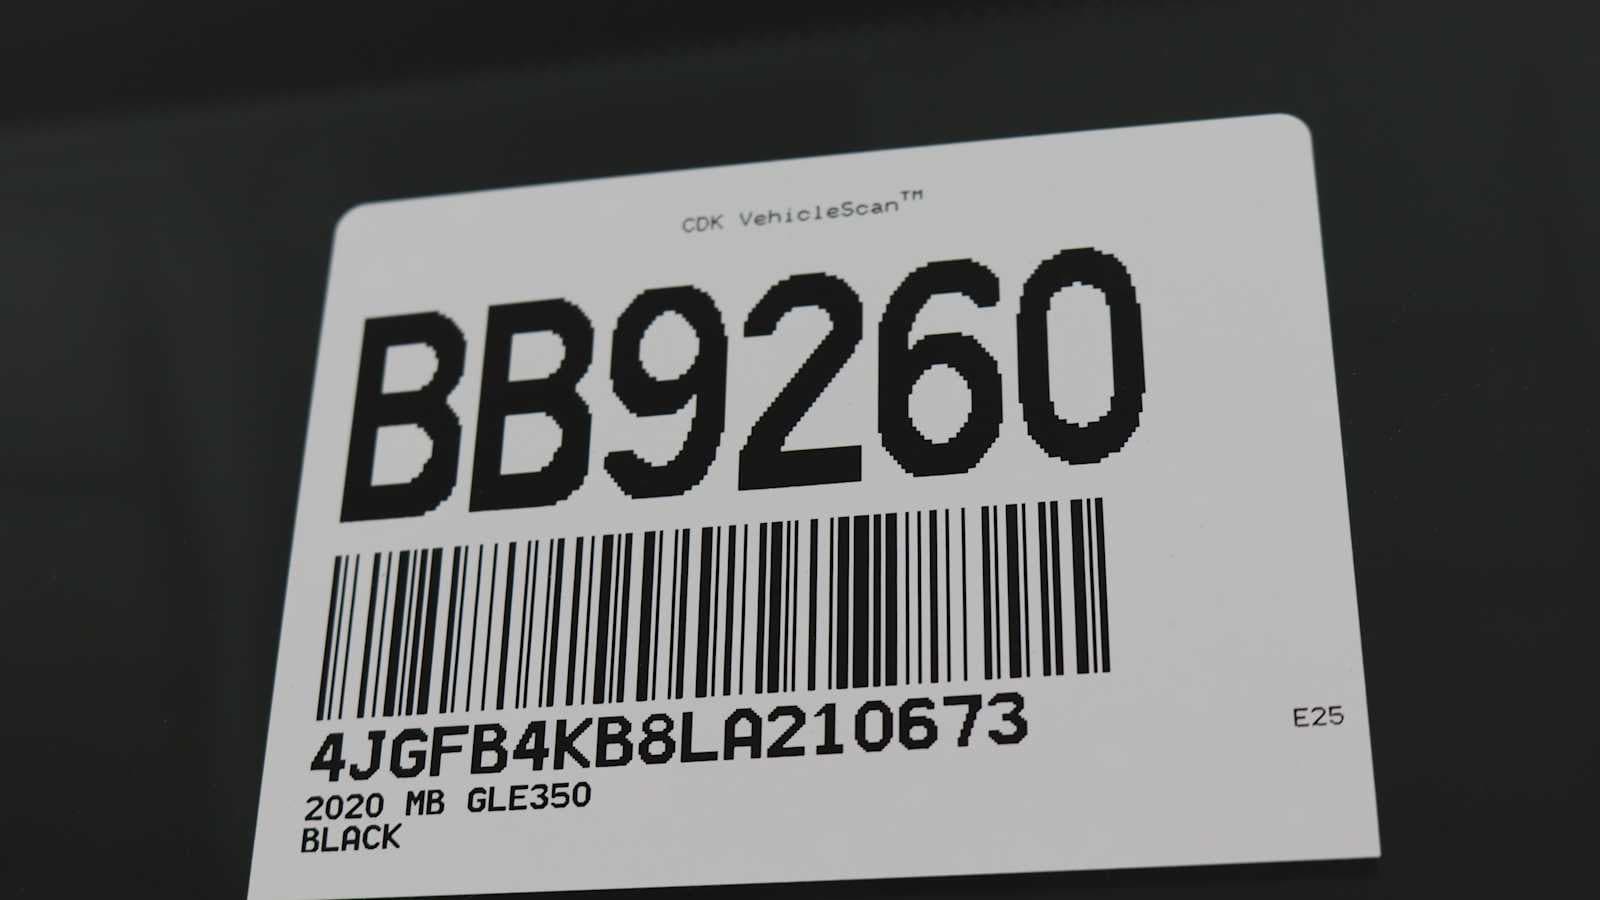 CDK VehicleScan™
BB9260
4JGFB4KB8LA210673
E25
2020 MB GLE350
BLACK